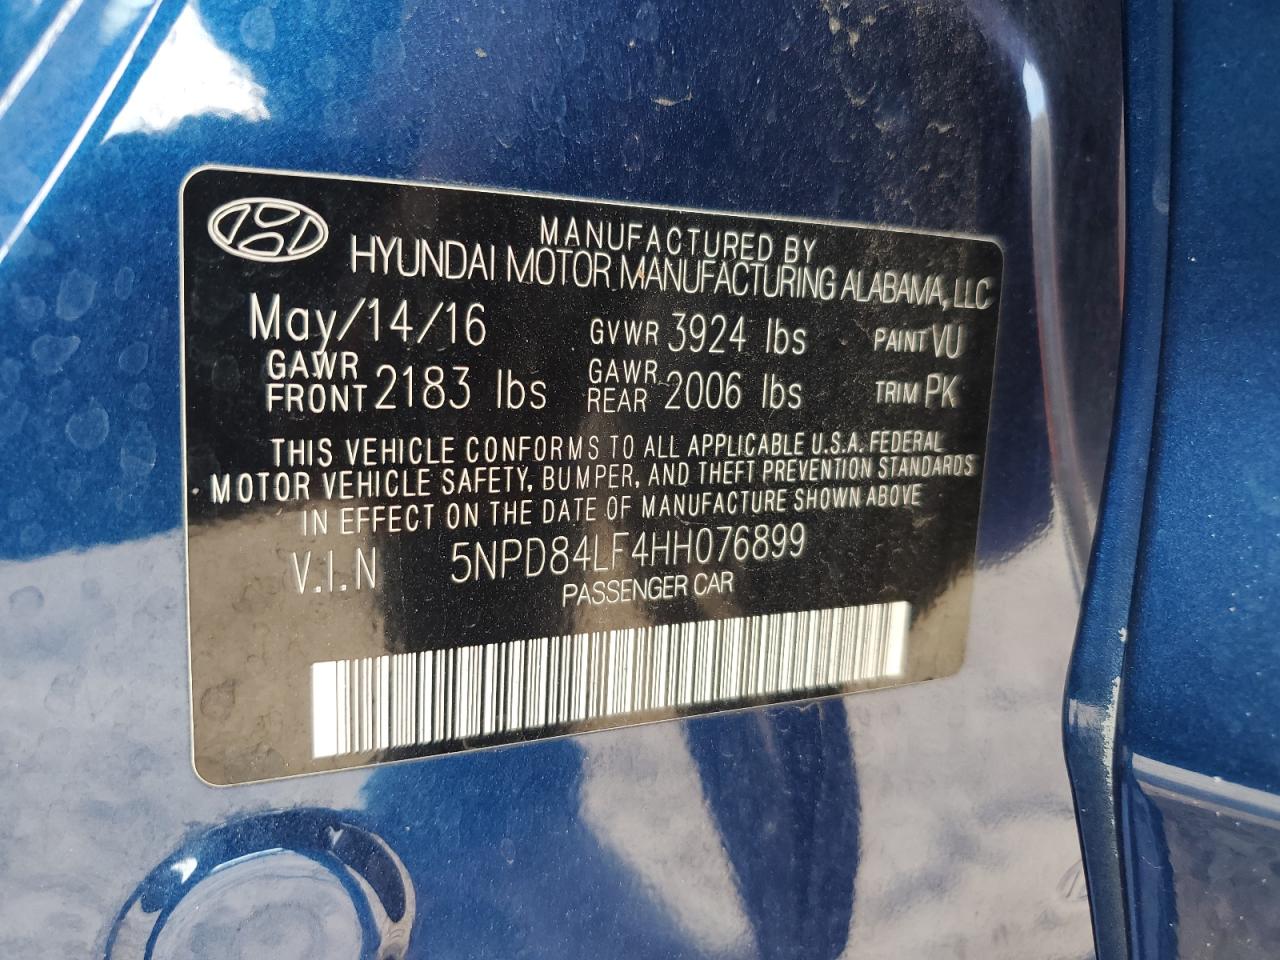 MANUFACTURED BY
HYUNDAI MOTOR MANUFACTURING ALABAMA, LLC
May/14/16 GVWR 3924 lbs PAINT VU
GAWR FRONT 2183 lbs GAWR REAR 2006 lbs TRIM PK
THIS VEHICLE CONFORMS TO ALL APPLICABLE U.S.A. FEDERAL
MOTOR VEHICLE SAFETY, BUMPER, AND THEFT PREVENTION STANDARDS
IN EFFECT ON THE DATE OF MANUFACTURE SHOWN ABOVE
V.I.N 5NPD84LF4HH076899
PASSENGER CAR